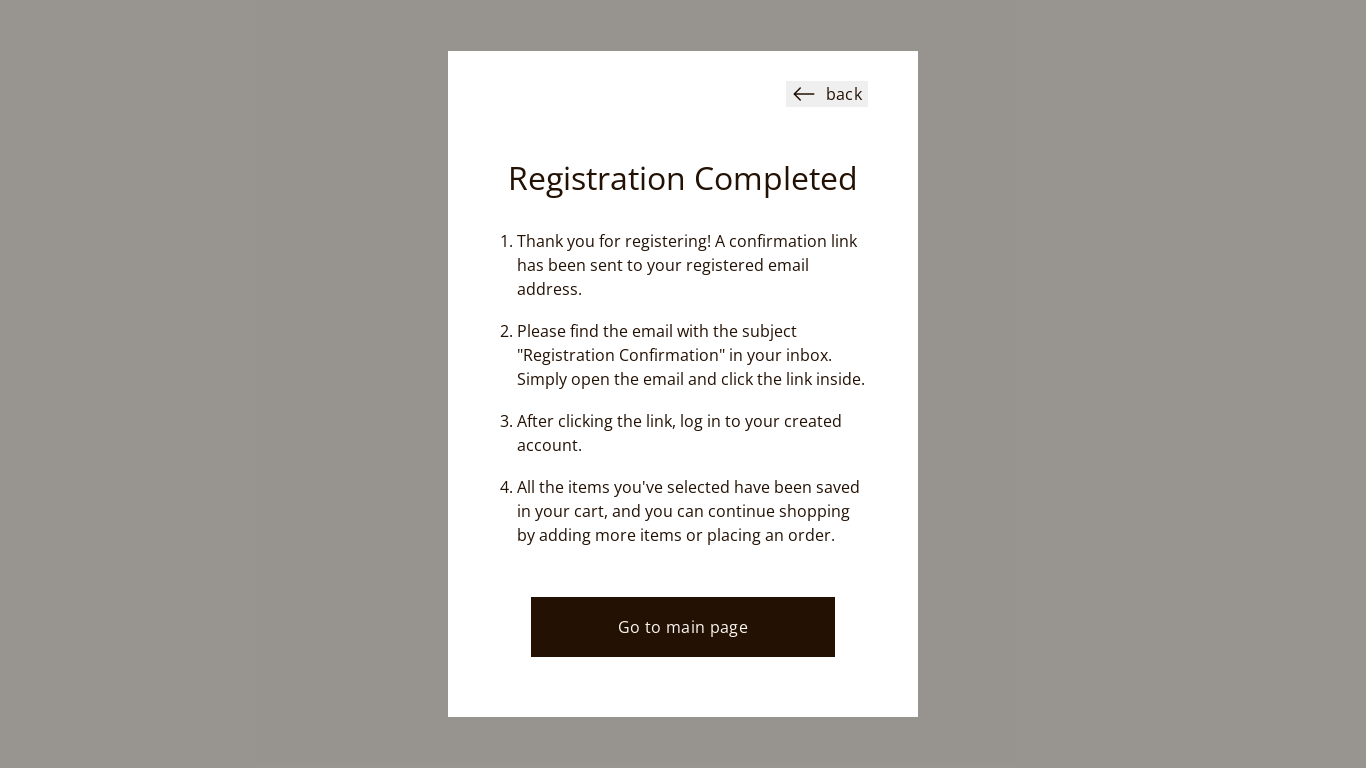 back
Registration Completed
1. Thank you for registering! A confirmation link
has been sent to your registered email
address.
2. Please find the email with the subject
"Registration Confirmation" in your inbox.
Simply open the email and click the link inside.
3. After clicking the link, log in to your created
account.
4. All the items you've selected have been saved
in your cart, and you can continue shopping
by adding more items or placing an order.
Go to main page